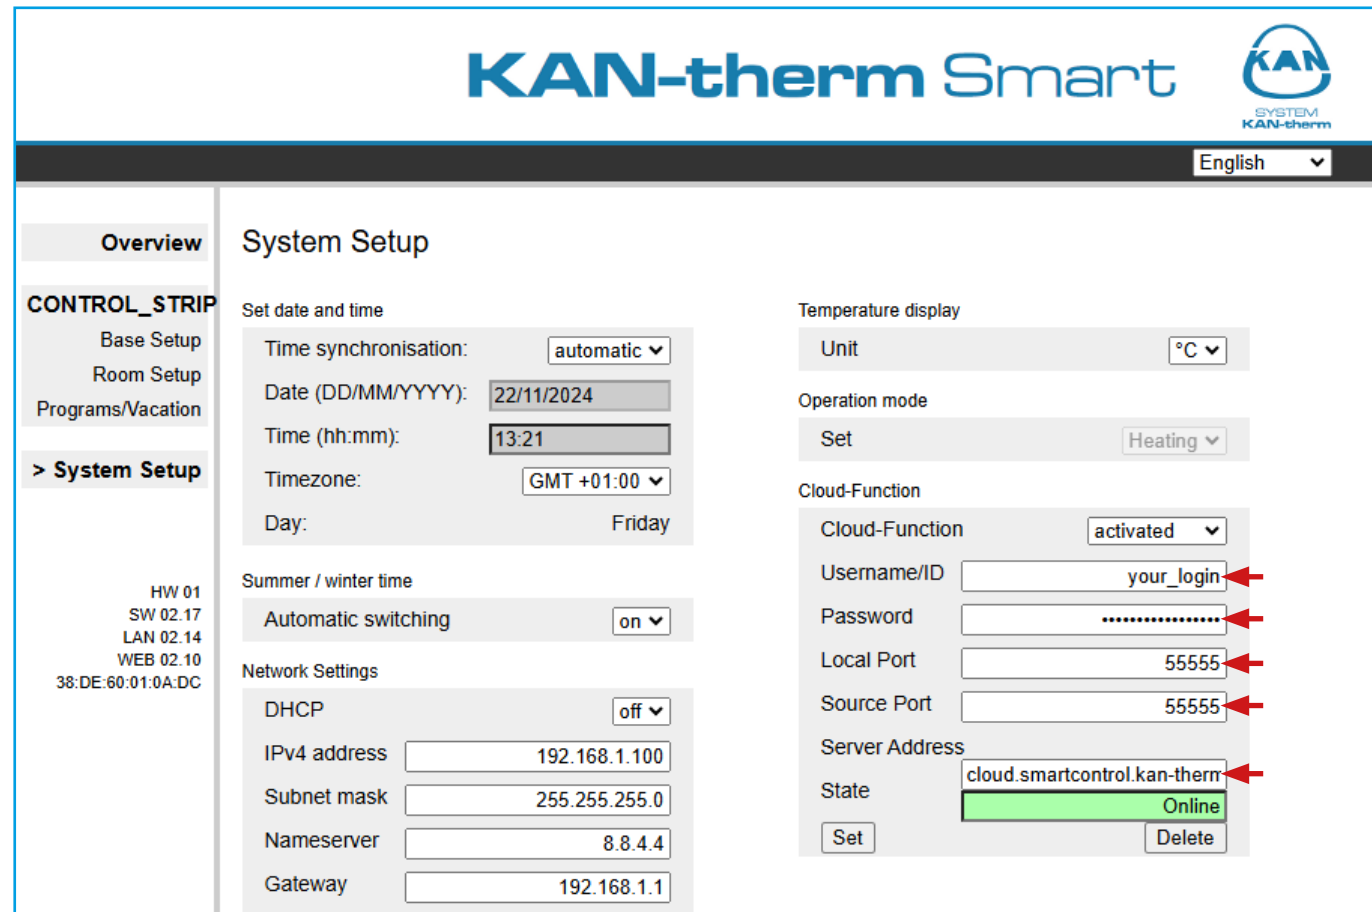 KAN-therm Smart
KAN
SYSTEM
KAN-therm
English
Overview
CONTROL_STRIP
Base Setup
Room Setup
Programs/Vacation
> System Setup
HW 01
SW 02.17
LAN 02.14
WEB 02.10
38:DE:60:01:0A:DC
System Setup
Set date and time
Time synchronisation: automatic
Date (DD/MM/YYYY): 22/11/2024
Time (hh:mm): 13:21
Timezone: GMT +01:00
Day: Friday
Summer / winter time
Automatic switching on
Network Settings
DHCP off
IPv4 address 192.168.1.100
Subnet mask 255.255.255.0
Nameserver 8.8.4.4
Gateway 192.168.1.1
Temperature display
Unit °C
Operation mode
Set Heating
Cloud-Function
Cloud-Function activated
Username/ID your_login
Password •••••••••••••••••
Local Port 55555
Source Port 55555
Server Address
cloud.smartcontrol.kan-therm
State
Online
Set Delete